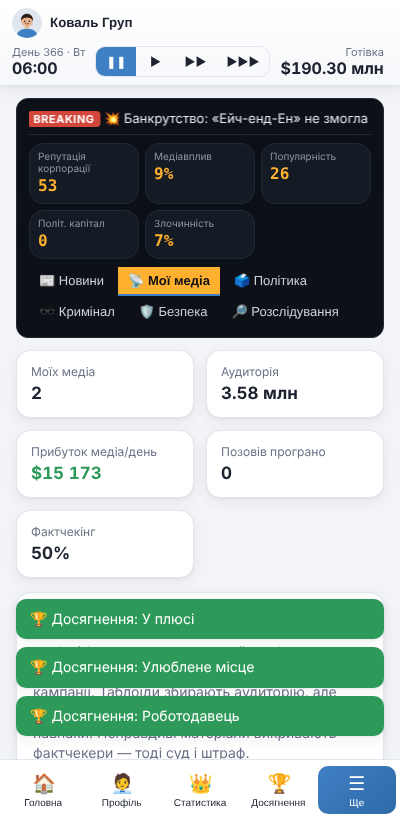 Коваль Груп
День 366 · Вт
06:00
Готівка
$190.30 млн
BREAKING 💥 Банкрутство: «Ейч-енд-Ен» не змогла
Репутація
корпорації
53
Медіавплив
9%
Популярність
26
Політ. капітал
0
Злочинність
7%
📰 Новини
📡 Мої медіа
🗳️ Політика
🕶️ Кримінал
🛡️ Безпека
🔎 Розслідування
Моїх медіа
2
Аудиторія
3.58 млн
Прибуток медіа/день
$15 173
Позовів програно
0
Фактчекінг
50%
🏆 Досягнення: У плюсі
🏆 Досягнення: Улюблене місце
кампанії. Таблоїди збирають аудиторію, але
🏆 Досягнення: Роботодавець
фактчекери — тоді суд і штраф.
Головна
Профіль
Статистика
Досягнення
Ще